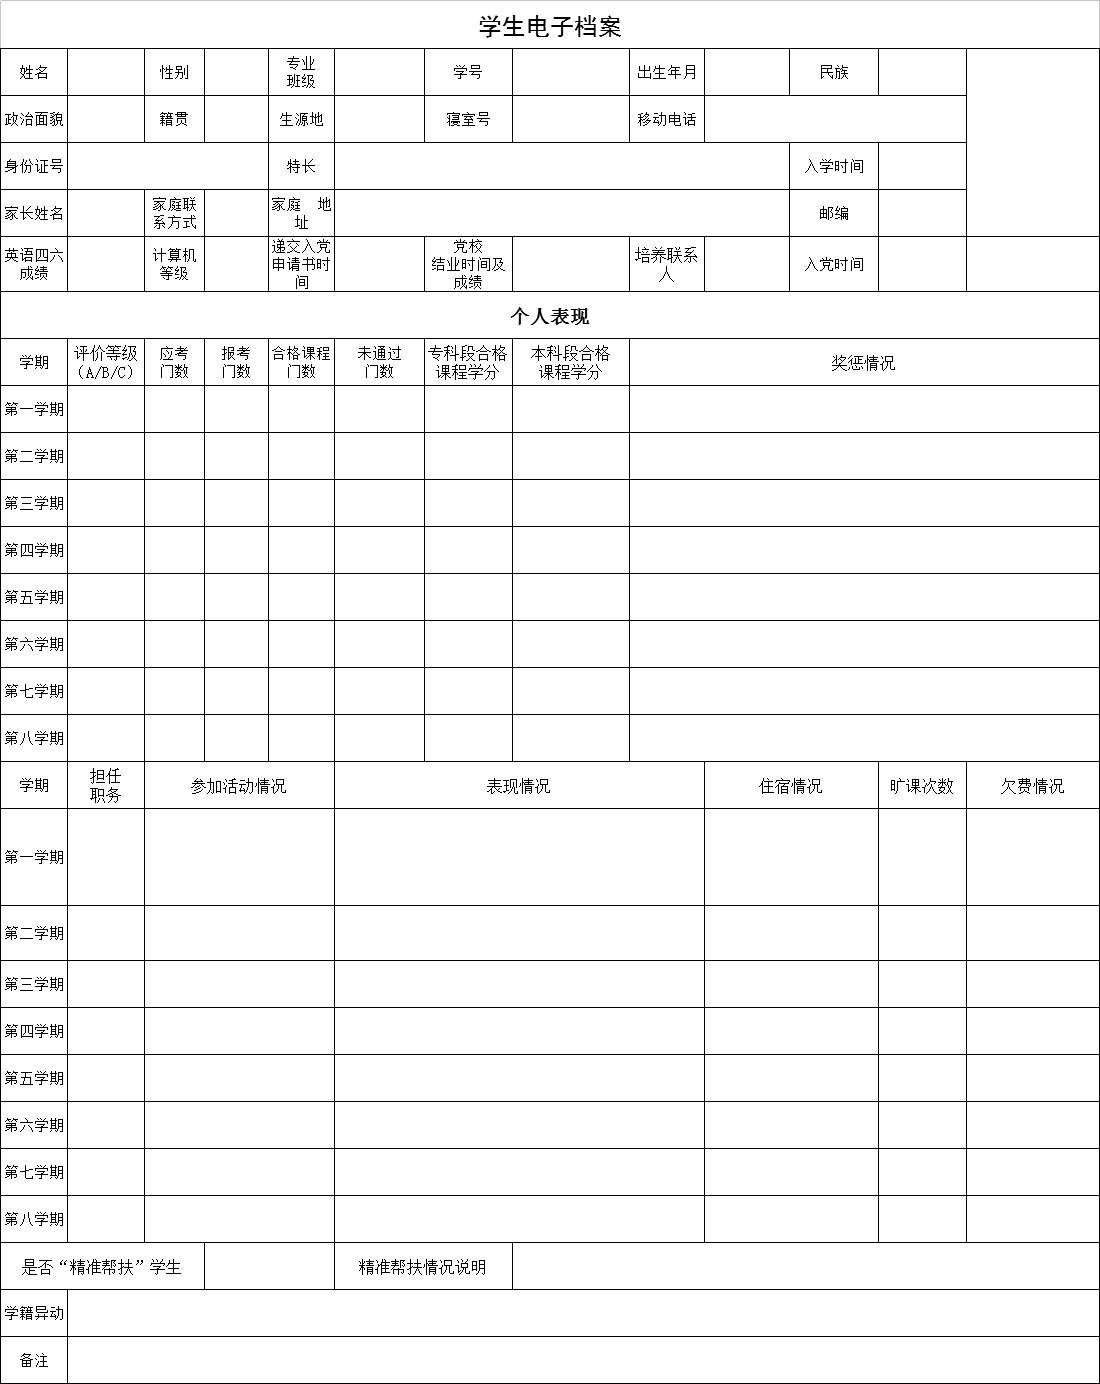 学生电子档案
姓名 性别 专业班级 学号 出生年月 民族
政治面貌 籍贯 生源地 寝室号 移动电话
身份证号 特长 入学时间
家长姓名 家庭联系方式 家庭 地址 邮编
英语四六成绩 计算机等级 递交入党申请书时间 党校结业时间及成绩 培养联系人 入党时间
个人表现
学期 评价等级（A/B/C） 应考门数 报考门数 合格课程门数 未通过门数 专科段合格课程学分 本科段合格课程学分 奖惩情况
第一学期
第二学期
第三学期
第四学期
第五学期
第六学期
第七学期
第八学期
学期 担任职务 参加活动情况 表现情况 住宿情况 旷课次数 欠费情况
第一学期
第二学期
第三学期
第四学期
第五学期
第六学期
第七学期
第八学期
是否“精准帮扶”学生 精准帮扶情况说明
学籍异动
备注